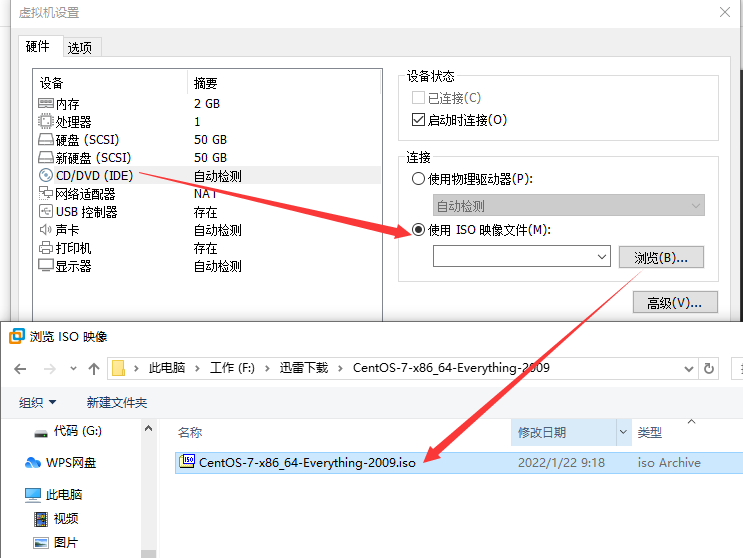 虚拟机设置
硬件 选项
设备 摘要
内存 2 GB
处理器 1
硬盘 (SCSI) 50 GB
新硬盘 (SCSI) 50 GB
CD/DVD (IDE) 自动检测
网络适配器 NAT
USB 控制器 存在
声卡 自动检测
打印机 存在
显示器 自动检测
设备状态
已连接(C)
启动时连接(O)
连接
使用物理驱动器(P):
自动检测
使用 ISO 映像文件(M):
浏览(B)...
高级(V)...
浏览 ISO 映像
此电脑 工作 (F:) 迅雷下载 CentOS-7-x86_64-Everything-2009
组织 新建文件夹
代码 (G:)
WPS网盘
此电脑
视频
图片
名称 修改日期 类型
CentOS-7-x86_64-Everything-2009.iso 2022/1/22 9:18 iso Archive